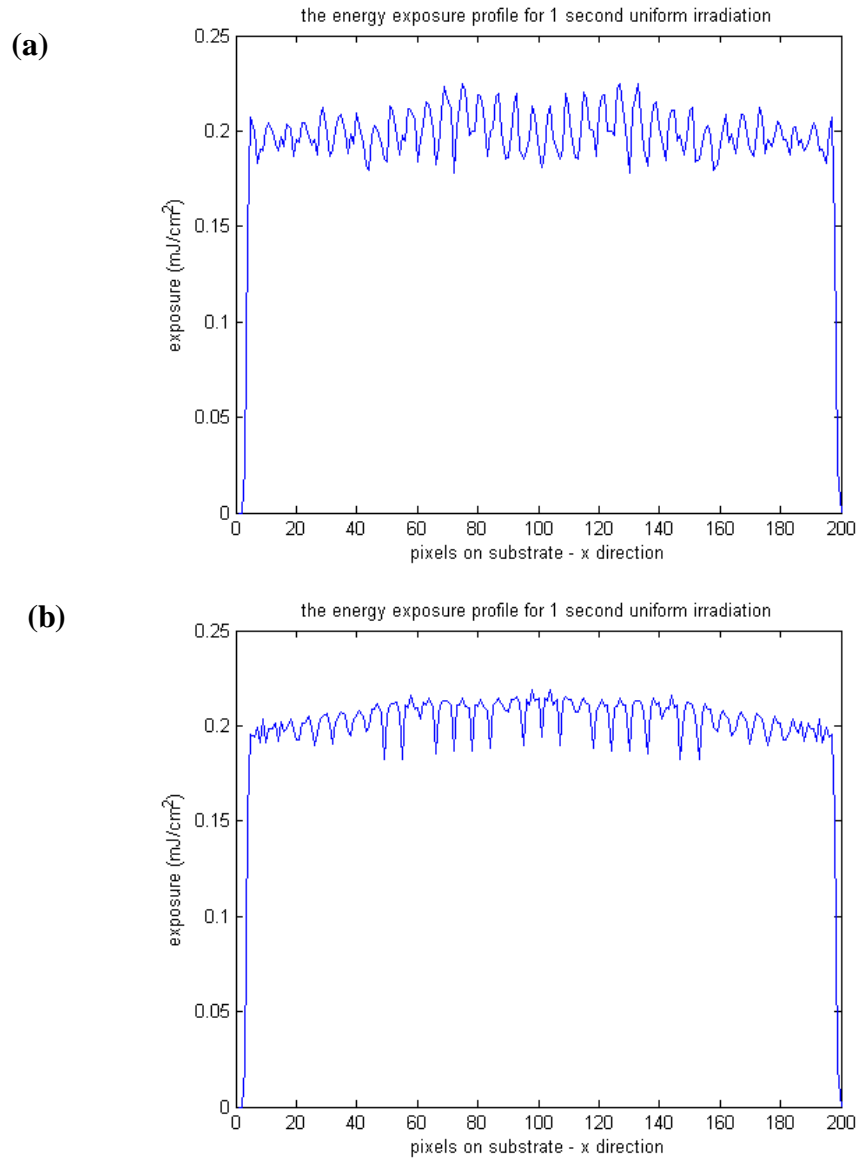 (a)
the energy exposure profile for 1 second uniform irradiation
0.25
0.2
0.15
0.1
0.05
0
exposure (mJ/cm²)
0 20 40 60 80 100 120 140 160 180 200
pixels on substrate - x direction
(b)
the energy exposure profile for 1 second uniform irradiation
0.25
0.2
0.15
0.1
0.05
0
exposure (mJ/cm²)
0 20 40 60 80 100 120 140 160 180 200
pixels on substrate - x direction